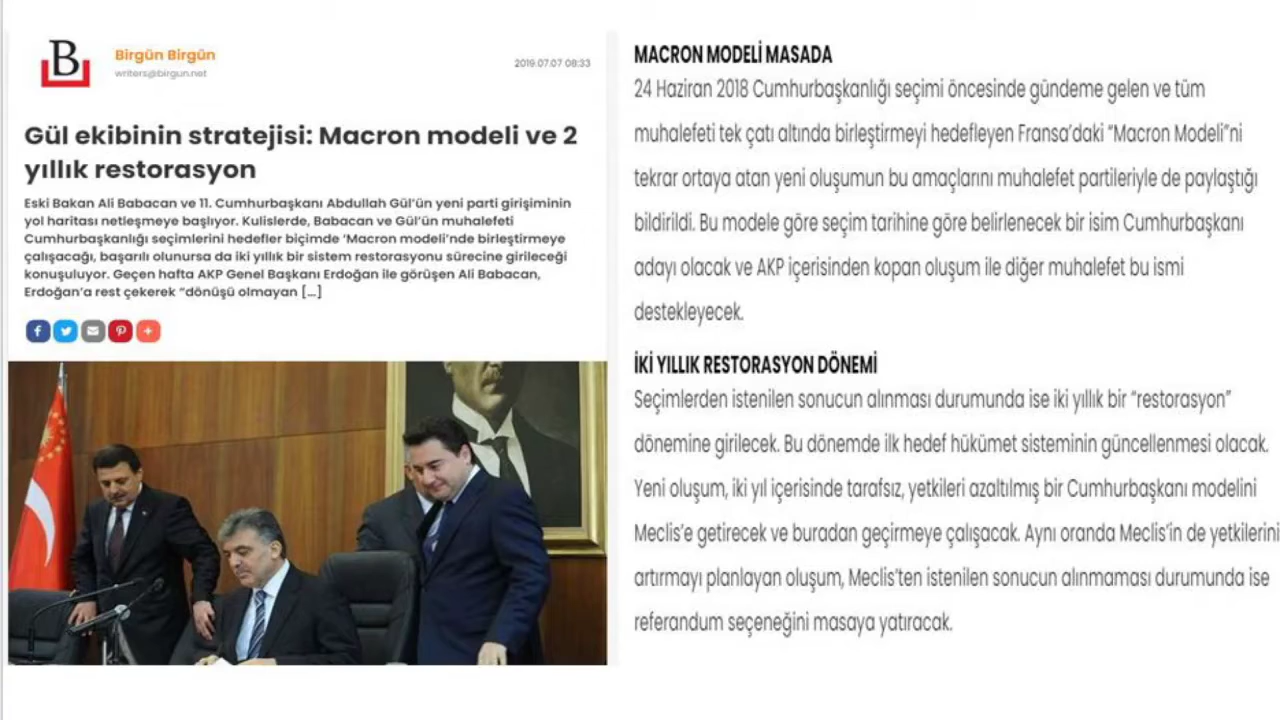 B
Birgün Birgün
writers@birgun.net
2019.07.07 08:33
Gül ekibinin stratejisi: Macron modeli ve 2
yıllık restorasyon
Eski Bakan Ali Babacan ve 11. Cumhurbaşkanı Abdullah Gül’ün yeni parti girişiminin
yol haritası netleşmeye başlıyor. Kulislerde, Babacan ve Gül’ün muhalefeti
Cumhurbaşkanlığı seçimlerini hedefler biçimde ‘Macron modeli’nde birleştirmeye
çalışacağı, başarılı olunursa da iki yıllık bir sistem restorasyonu sürecine girileceği
konuşuluyor. Geçen hafta AKP Genel Başkanı Erdoğan ile görüşen Ali Babacan,
Erdoğan’a rest çekerek “dönüşü olmayan [...]
MACRON MODELİ MASADA
24 Haziran 2018 Cumhurbaşkanlığı seçimi öncesinde gündeme gelen ve tüm
muhalefeti tek çatı altında birleştirmeyi hedefleyen Fransa’daki “Macron Modeli”ni
tekrar ortaya atan yeni oluşumun bu amaçlarını muhalefet partileriyle de paylaştığı
bildirildi. Bu modele göre seçim tarihine göre belirlenecek bir isim Cumhurbaşkanı
adayı olacak ve AKP içerisinden kopan oluşum ile diğer muhalefet bu ismi
destekleyecek.
İKİ YILLIK RESTORASYON DÖNEMİ
Seçimlerden istenilen sonucun alınması durumunda ise iki yıllık bir “restorasyon”
dönemine girilecek. Bu dönemde ilk hedef hükümet sisteminin güncellenmesi olacak.
Yeni oluşum, iki yıl içerisinde tarafsız, yetkileri azaltılmış bir Cumhurbaşkanı modelini
Meclis’e getirecek ve buradan geçirmeye çalışacak. Aynı oranda Meclis’in de yetkilerini
artırmayı planlayan oluşum, Meclis’ten istenilen sonucun alınmaması durumunda ise
referandum seçeneğini masaya yatıracak.